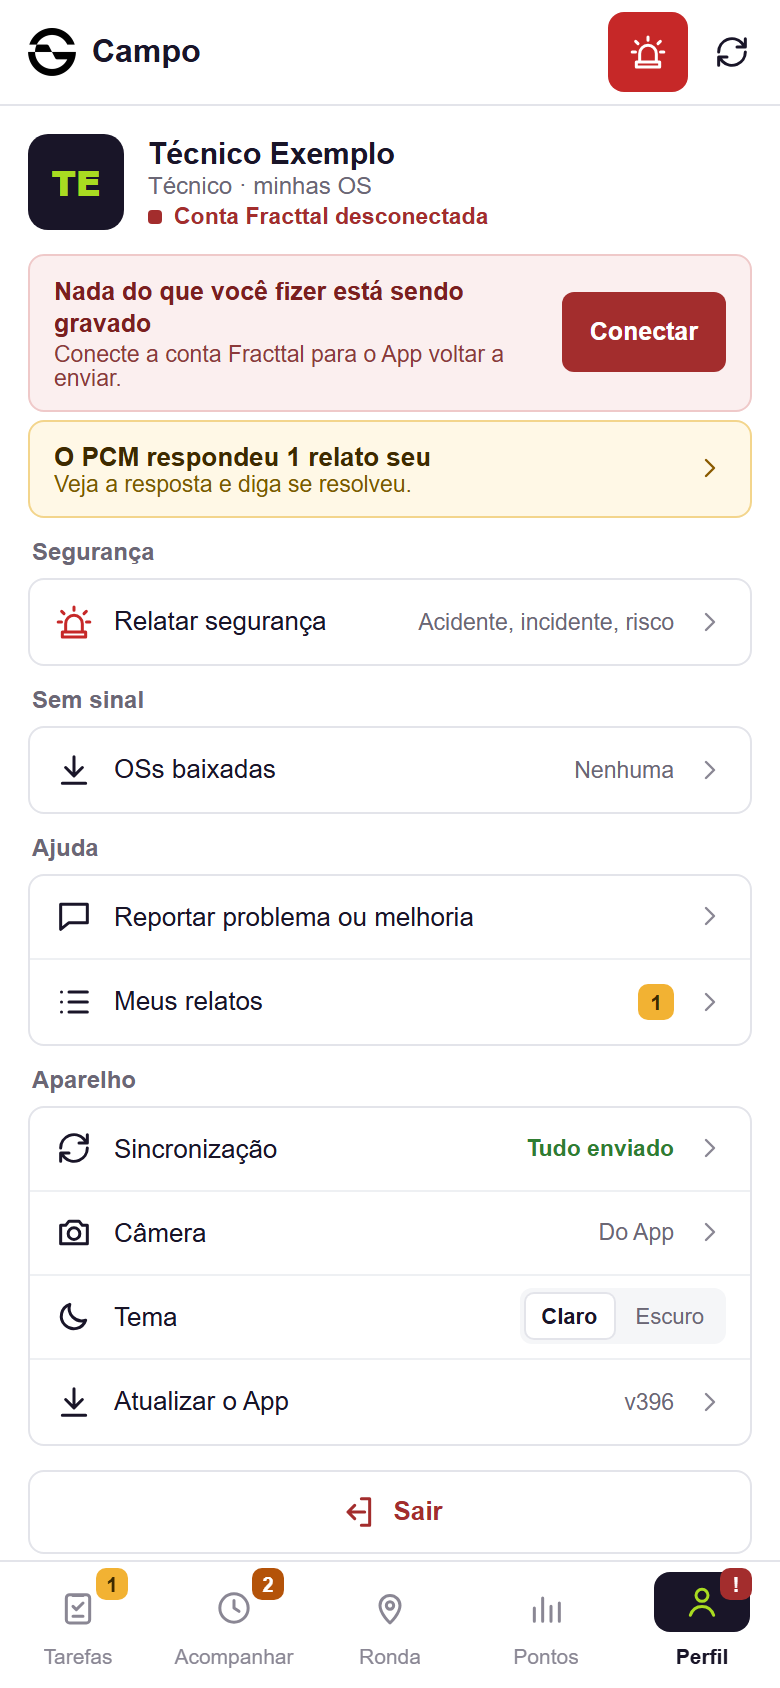 Campo
TE
Técnico Exemplo
Técnico · minhas OS
Conta Fracttal desconectada
Nada do que você fizer está sendo
gravado
Conecte a conta Fracttal para o App voltar a
enviar.
Conectar
O PCM respondeu 1 relato seu
Veja a resposta e diga se resolveu.
Segurança
Relatar segurança
Acidente, incidente, risco
Sem sinal
OSs baixadas
Nenhuma
Ajuda
Reportar problema ou melhoria
Meus relatos
1
Aparelho
Sincronização
Tudo enviado
Câmera
Do App
Tema
Claro
Escuro
Atualizar o App
v396
Sair
1
2
!
Tarefas
Acompanhar
Ronda
Pontos
Perfil